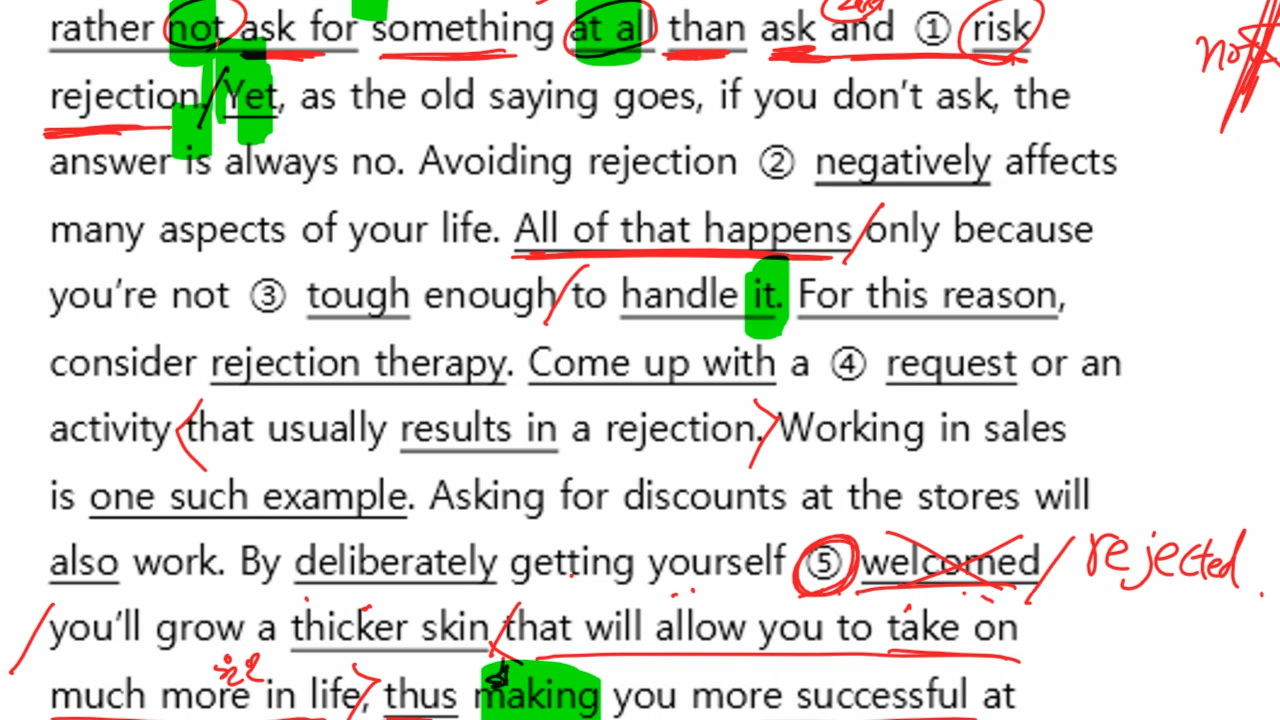 rather not ask for something at all than ask and ① risk
not
rejection. Yet, as the old saying goes, if you don't ask, the
answer is always no. Avoiding rejection ② negatively affects
many aspects of your life. All of that happens only because
you're not ③ tough enough to handle it. For this reason,
consider rejection therapy. Come up with a ④ request or an
activity that usually results in a rejection. Working in sales
is one such example. Asking for discounts at the stores will
also work. By deliberately getting yourself ⑤ welcomed rejected
you'll grow a thicker skin that will allow you to take on
much more in life, thus making you more successful at